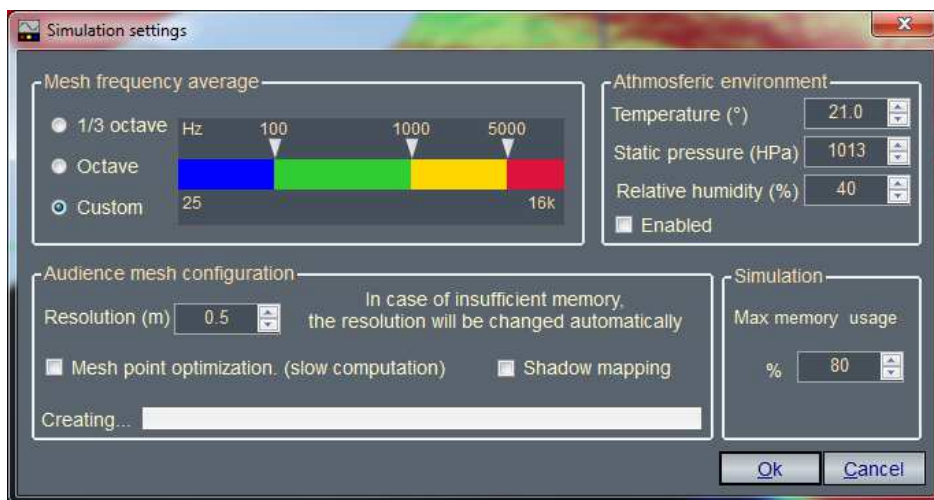 Simulation settings
Mesh frequency average
1/3 octave
Octave
Custom
Hz 100 1000 5000
25 16k
Athmosferic environment
Temperature (°) 21.0
Static pressure (HPa) 1013
Relative humidity (%) 40
Enabled
Audience mesh configuration
Resolution (m) 0.5
In case of insufficient memory,
the resolution will be changed automatically
Mesh point optimization. (slow computation) Shadow mapping
Creating...
Simulation
Max memory usage
% 80
Ok Cancel